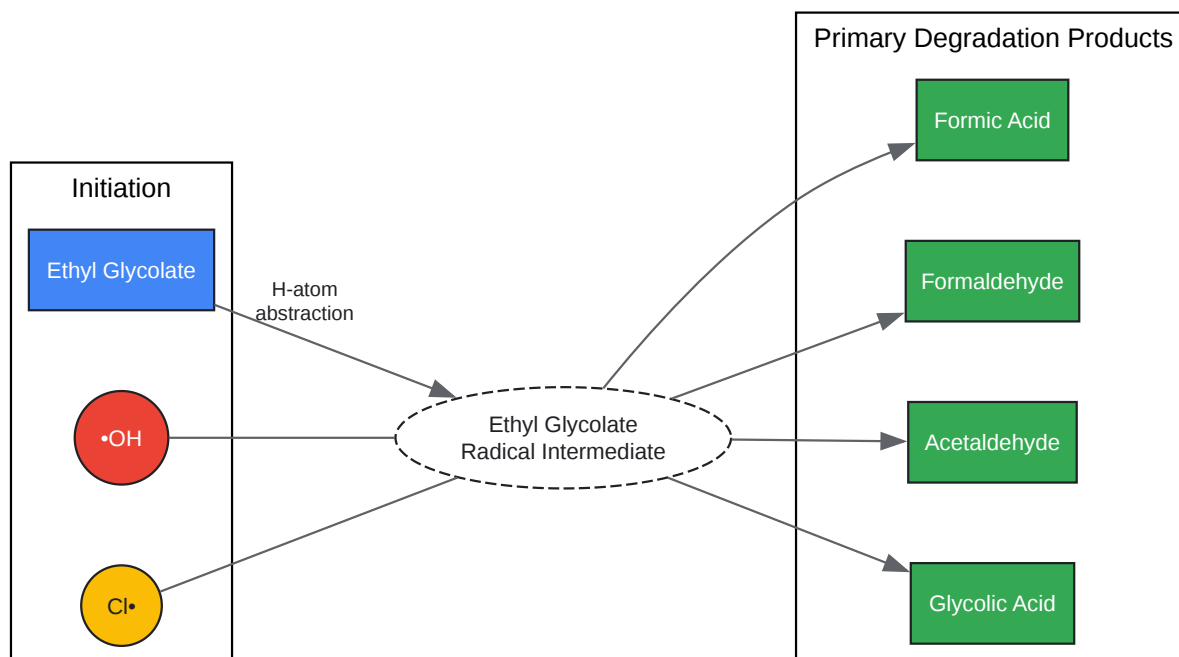 Initiation
Ethyl Glycolate
•OH
Cl•
H-atom
abstraction
Ethyl Glycolate
Radical Intermediate
Primary Degradation Products
Formic Acid
Formaldehyde
Acetaldehyde
Glycolic Acid